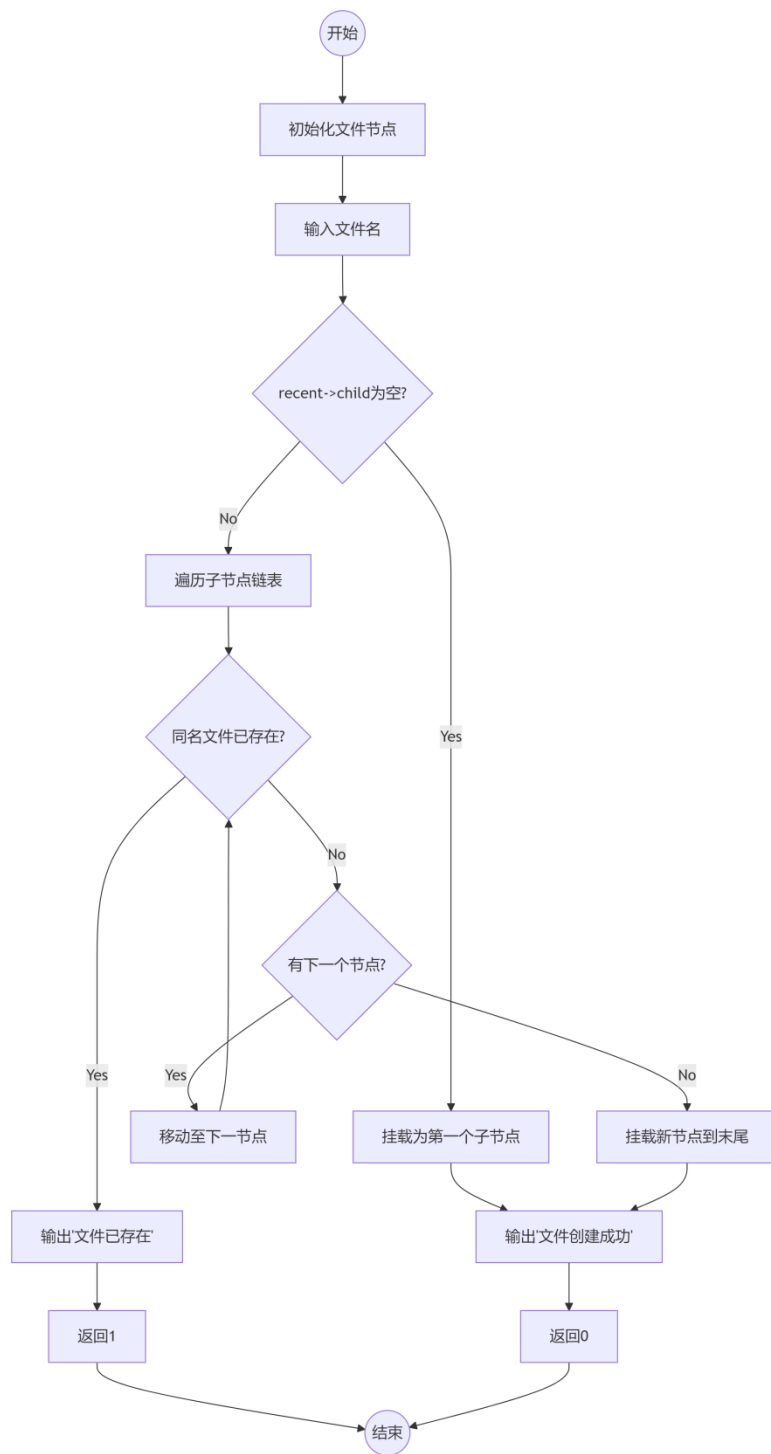 开始
初始化文件节点
输入文件名
recent->child为空?
No
遍历子节点链表
同名文件已存在?
Yes
No
有下一个节点?
Yes
Yes
No
移动至下一节点
挂载为第一个子节点
挂载新节点到末尾
输出'文件已存在'
输出'文件创建成功'
返回1
返回0
结束